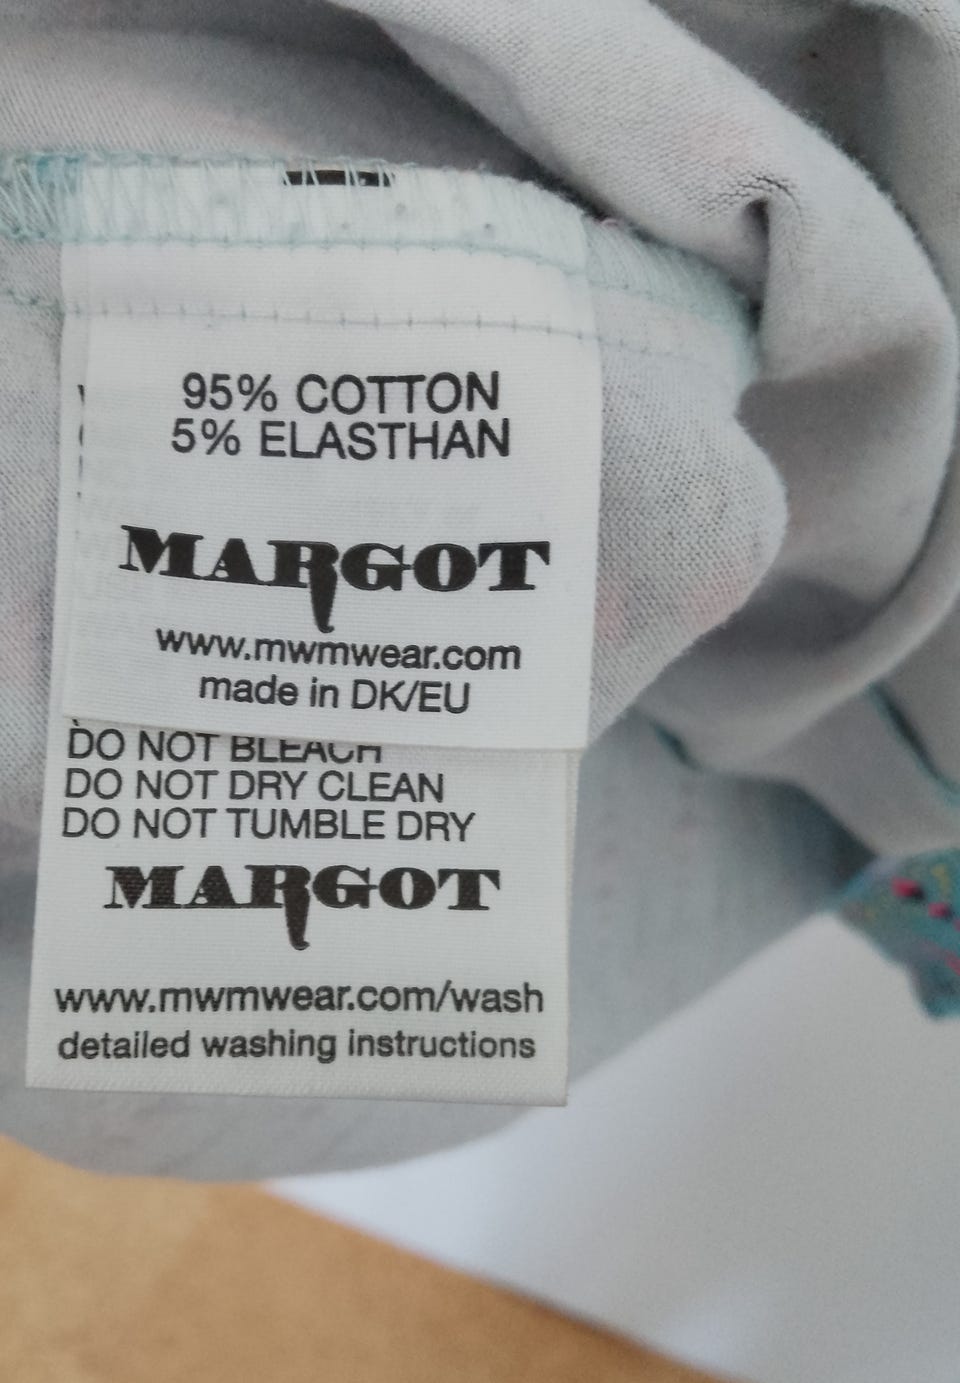 95% COTTON
5% ELASTHAN
MARGOT
www.mwmwear.com
made in DK/EU
DO NOT BLEACH
DO NOT DRY CLEAN
DO NOT TUMBLE DRY
MARGOT
www.mwmwear.com/wash
detailed washing instructions